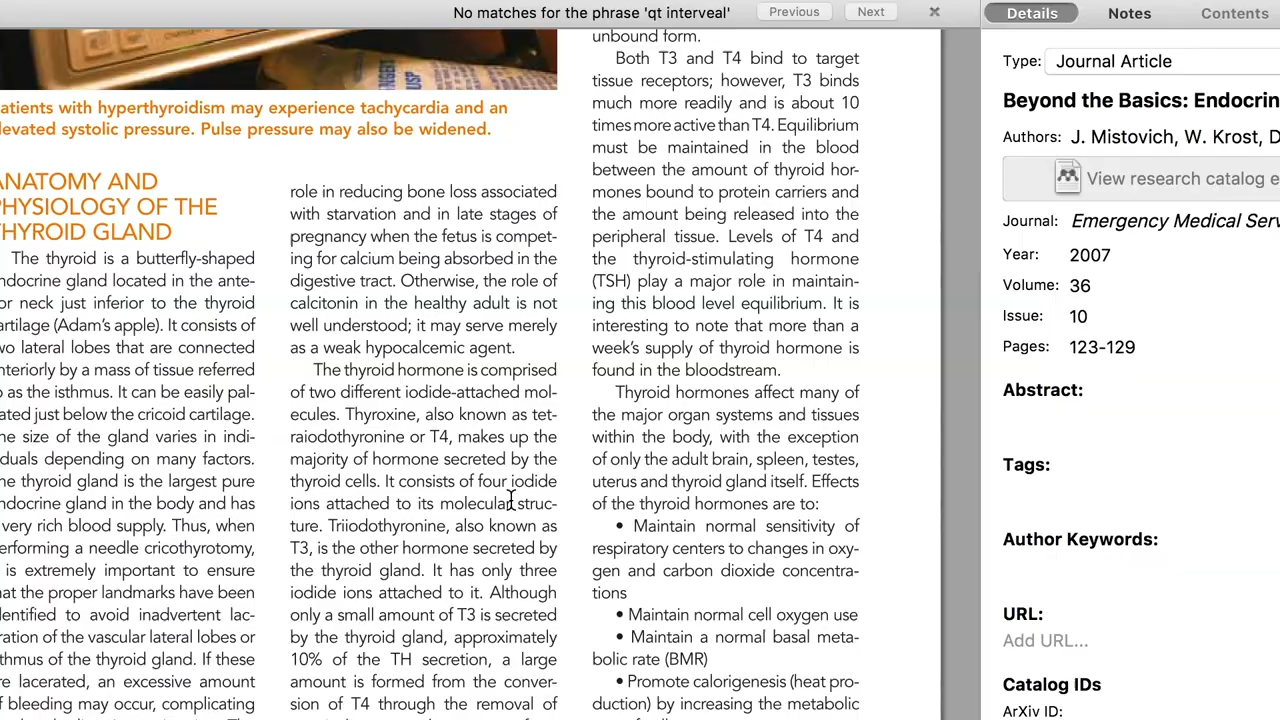 No matches for the phrase 'qt interveal'
Previous
Next
atients with hyperthyroidism may experience tachycardia and an
levated systolic pressure. Pulse pressure may also be widened.
ANATOMY AND
PHYSIOLOGY OF THE
THYROID GLAND
The thyroid is a butterfly-shaped
ndocrine gland located in the ante-
or neck just inferior to the thyroid
artilage (Adam's apple). It consists of
wo lateral lobes that are connected
nteriorly by a mass of tissue referred
o as the isthmus. It can be easily pal-
ated just below the cricoid cartilage.
he size of the gland varies in indi-
duals depending on many factors.
he thyroid gland is the largest pure
ndocrine gland in the body and has
very rich blood supply. Thus, when
erforming a needle cricothyrotomy,
is extremely important to ensure
hat the proper landmarks have been
dentified to avoid inadvertent lac-
ration of the vascular lateral lobes or
thmus of the thyroid gland. If these
re lacerated, an excessive amount
f bleeding may occur, complicating
role in reducing bone loss associated
with starvation and in late stages of
pregnancy when the fetus is compet-
ing for calcium being absorbed in the
digestive tract. Otherwise, the role of
calcitonin in the healthy adult is not
well understood; it may serve merely
as a weak hypocalcemic agent.
The thyroid hormone is comprised
of two different iodide-attached mol-
ecules. Thyroxine, also known as tet-
raiodothyronine or T4, makes up the
majority of hormone secreted by the
thyroid cells. It consists of four iodide
ions attached to its molecular struc-
ture. Triiodothyronine, also known as
T3, is the other hormone secreted by
the thyroid gland. It has only three
iodide ions attached to it. Although
only a small amount of T3 is secreted
by the thyroid gland, approximately
10% of the TH secretion, a large
amount is formed from the conver-
sion of T4 through the removal of
unbound form.
Both T3 and T4 bind to target
tissue receptors; however, T3 binds
much more readily and is about 10
times more active than T4. Equilibrium
must be maintained in the blood
between the amount of thyroid hor-
mones bound to protein carriers and
the amount being released into the
peripheral tissue. Levels of T4 and
the thyroid-stimulating hormone
(TSH) play a major role in maintain-
ing this blood level equilibrium. It is
interesting to note that more than a
week's supply of thyroid hormone is
found in the bloodstream.
Thyroid hormones affect many of
the major organ systems and tissues
within the body, with the exception
of only the adult brain, spleen, testes,
uterus and thyroid gland itself. Effects
of the thyroid hormones are to:
• Maintain normal sensitivity of
respiratory centers to changes in oxy-
gen and carbon dioxide concentra-
tions
• Maintain normal cell oxygen use
• Maintain a normal basal meta-
bolic rate (BMR)
• Promote calorigenesis (heat pro-
duction) by increasing the metabolic
Details
Notes
Contents
Type: Journal Article
Beyond the Basics: Endocrin
Authors: J. Mistovich, W. Krost, D
View research catalog e
Journal: Emergency Medical Serv
Year: 2007
Volume: 36
Issue: 10
Pages: 123-129
Abstract:
Tags:
Author Keywords:
URL:
Add URL...
Catalog IDs
ArXiv ID: